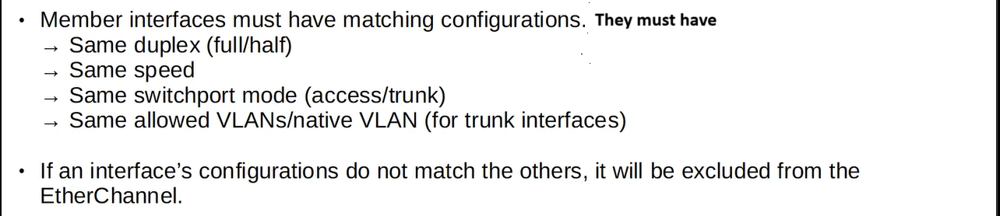 • Member interfaces must have matching configurations. They must have
→ Same duplex (full/half)
→ Same speed
→ Same switchport mode (access/trunk)
→ Same allowed VLANs/native VLAN (for trunk interfaces)
• If an interface’s configurations do not match the others, it will be excluded from the
EtherChannel.